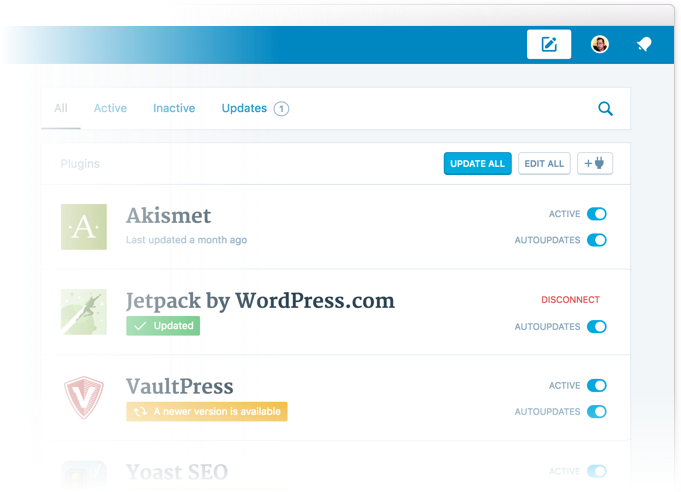 All Active Inactive Updates 1
Plugins UPDATE ALL EDIT ALL +
A
Akismet ACTIVE
Last updated a month ago AUTOUPDATES
Jetpack by WordPress.com DISCONNECT
Updated AUTOUPDATES
V
VaultPress ACTIVE
A newer version is available AUTOUPDATES
Yoast SEO ACTIVE